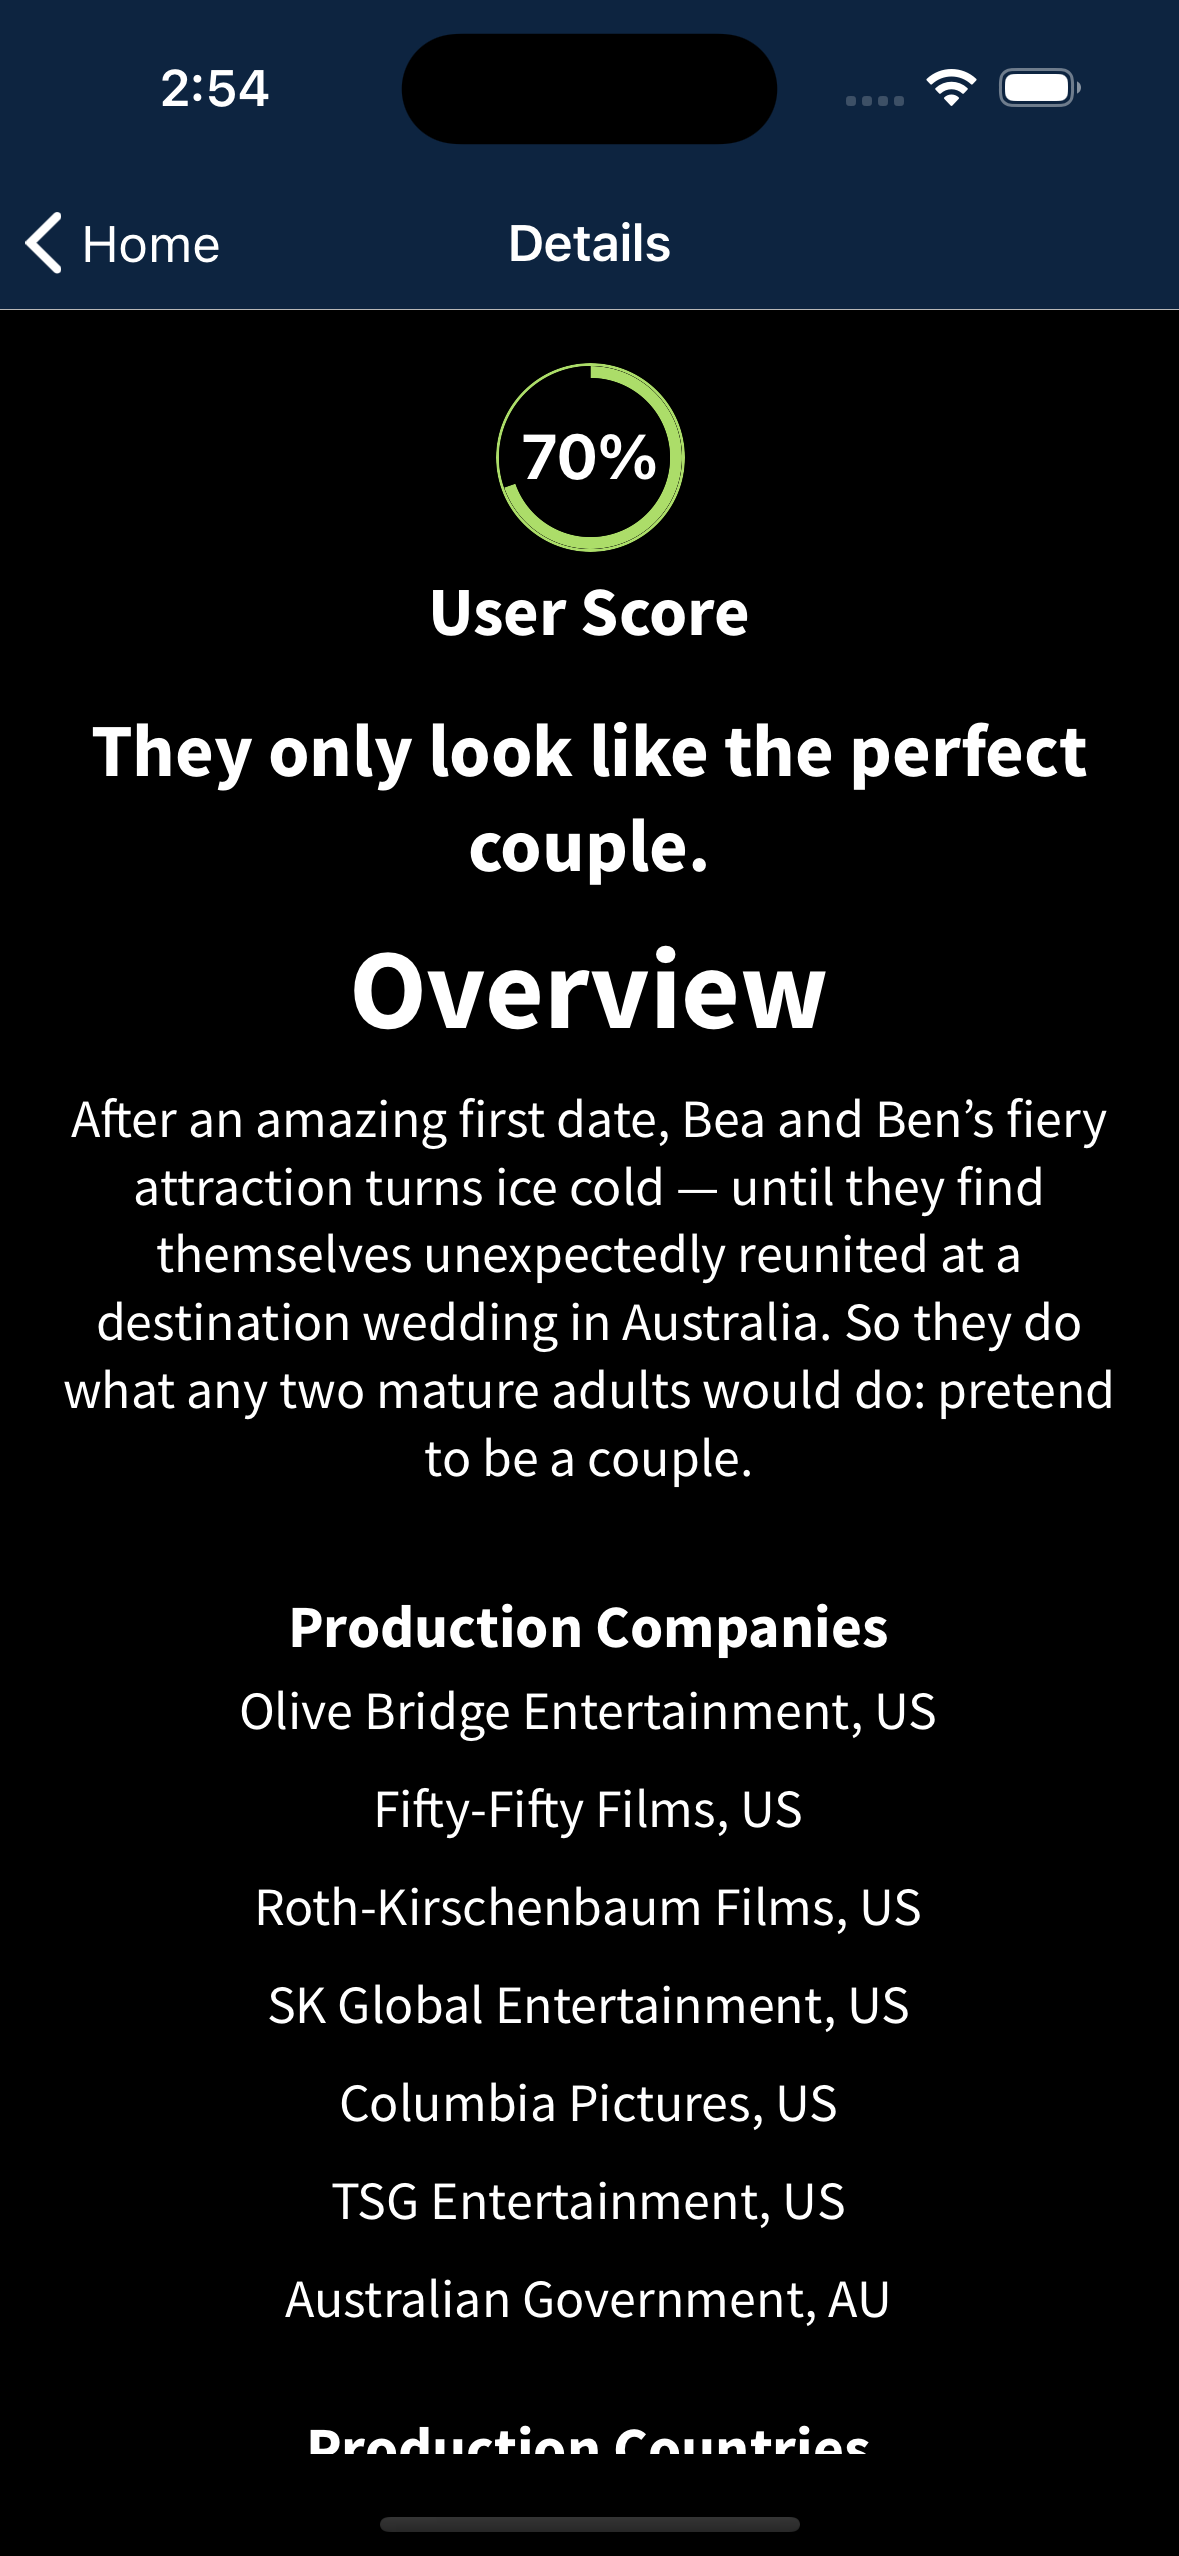 2:54
Home
Details
70%
User Score
They only look like the perfect
couple.
Overview
After an amazing first date, Bea and Ben’s fiery
attraction turns ice cold — until they find
themselves unexpectedly reunited at a
destination wedding in Australia. So they do
what any two mature adults would do: pretend
to be a couple.
Production Companies
Olive Bridge Entertainment, US
Fifty-Fifty Films, US
Roth-Kirschenbaum Films, US
SK Global Entertainment, US
Columbia Pictures, US
TSG Entertainment, US
Australian Government, AU
Production Countries